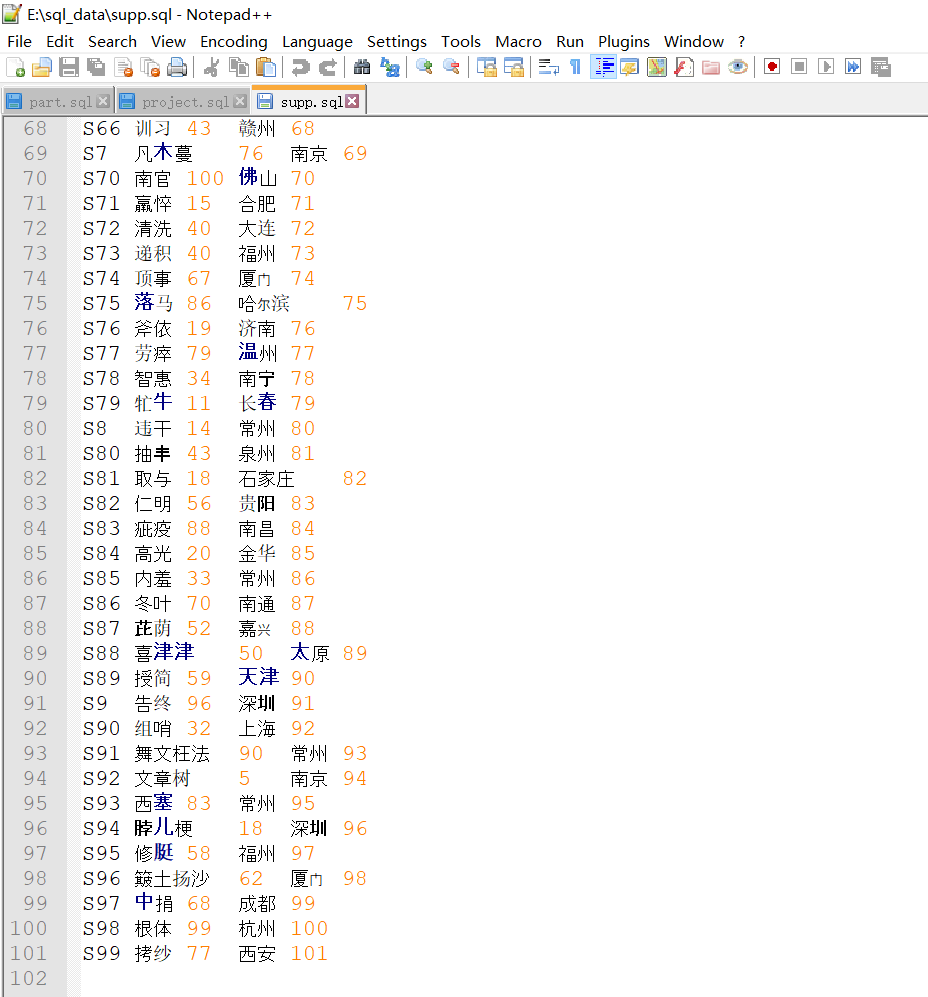 E:\sql_data\supp.sql - Notepad++
File Edit Search View Encoding Language Settings Tools Macro Run Plugins Window ?
part.sql project.sql supp.sql
68 S66 训习 43 赣州 68
69 S7 凡木蔓 76 南京 69
70 S70 南官 100 佛山 70
71 S71 羸悴 15 合肥 71
72 S72 清洗 40 大连 72
73 S73 递积 40 福州 73
74 S74 顶事 67 厦门 74
75 S75 落马 86 哈尔滨 75
76 S76 斧依 19 济南 76
77 S77 劳瘁 79 温州 77
78 S78 智惠 34 南宁 78
79 S79 牤牛 11 长春 79
80 S8 违干 14 常州 80
81 S80 抽丰 43 泉州 81
82 S81 取与 18 石家庄 82
83 S82 仁明 56 贵阳 83
84 S83 疵疫 88 南昌 84
85 S84 高光 20 金华 85
86 S85 内羞 33 常州 86
87 S86 冬叶 70 南通 87
88 S87 芘荫 52 嘉兴 88
89 S88 喜津津 50 太原 89
90 S89 授简 59 天津 90
91 S9 告终 96 深圳 91
92 S90 组哨 32 上海 92
93 S91 舞文枉法 90 常州 93
94 S92 文章树 5 南京 94
95 S93 西塞 83 常州 95
96 S94 脖儿梗 18 深圳 96
97 S95 修艇 58 福州 97
98 S96 簸土扬沙 62 厦门 98
99 S97 中捐 68 成都 99
100 S98 根体 99 杭州 100
101 S99 拷纱 77 西安 101
102